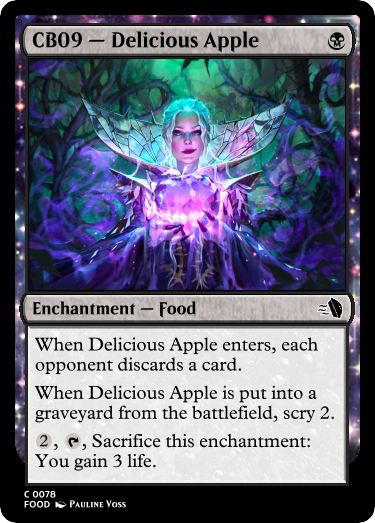 CB09 — Delicious Apple
Enchantment — Food
When Delicious Apple enters, each
opponent discards a card.
When Delicious Apple is put into a
graveyard from the battlefield, scry 2.
2, , Sacrifice this enchantment:
You gain 3 life.
C 0078
FOOD Pauline Voss